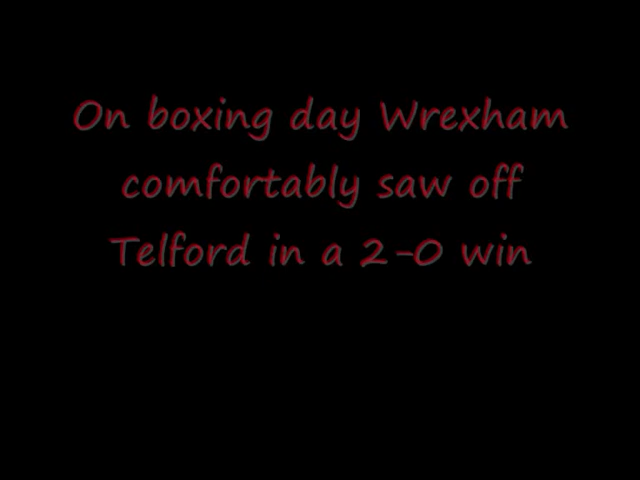 On boxing day Wrexham
comfortably saw off
Telford in a 2-0 win